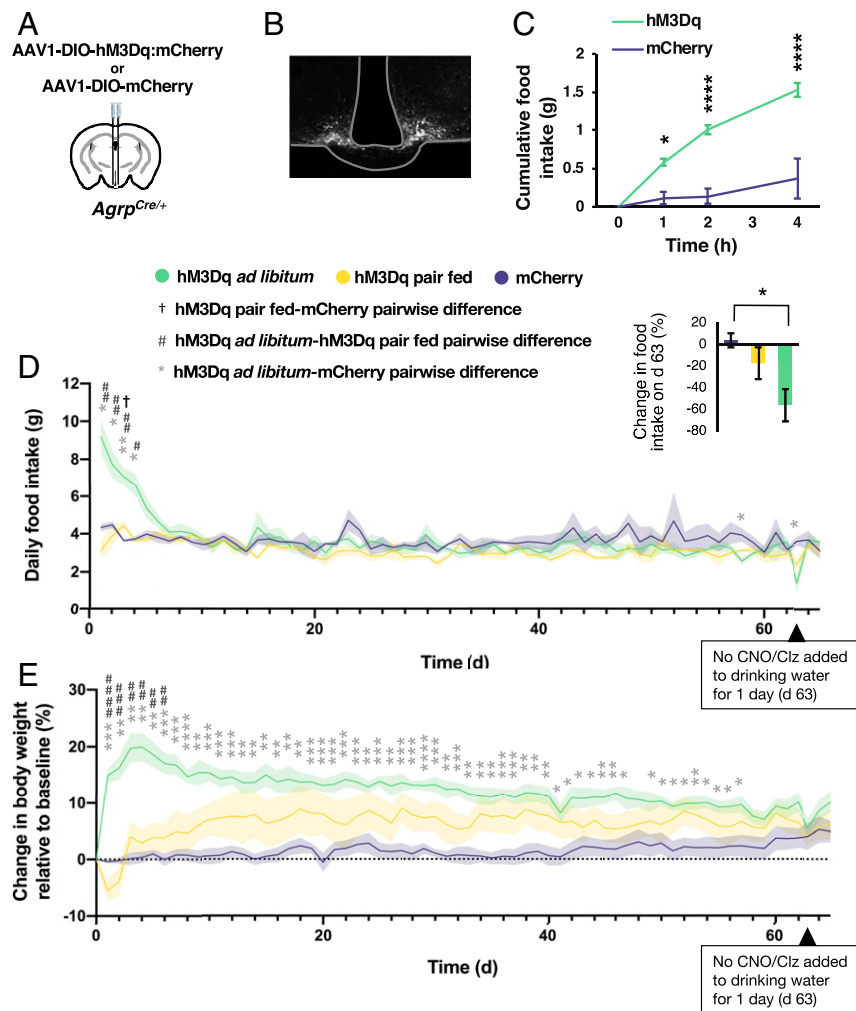 A
AAV1-DIO-hM3Dq:mCherry
or
AAV1-DIO-mCherry
Agrp^Cre/+
B
C
hM3Dq
mCherry
Cumulative food
intake (g)
2
1.5
1
0.5
0
*
****
****
0 1 2 4
Time (h)
hM3Dq ad libitum
hM3Dq pair fed
mCherry
† hM3Dq pair fed-mCherry pairwise difference
# hM3Dq ad libitum-hM3Dq pair fed pairwise difference
* hM3Dq ad libitum-mCherry pairwise difference
Change in food
intake on d 63 (%)
20
0
-20
-40
-60
-80
*
D
Daily food intake (g)
12
10
8
6
4
2
0
0 20 40 60
Time (d)
No CNO/Clz added
to drinking water
for 1 day (d 63)
E
Change in body weight
relative to baseline (%)
30
20
10
0
-10
0 20 40 60
Time (d)
No CNO/Clz added
to drinking water
for 1 day (d 63)